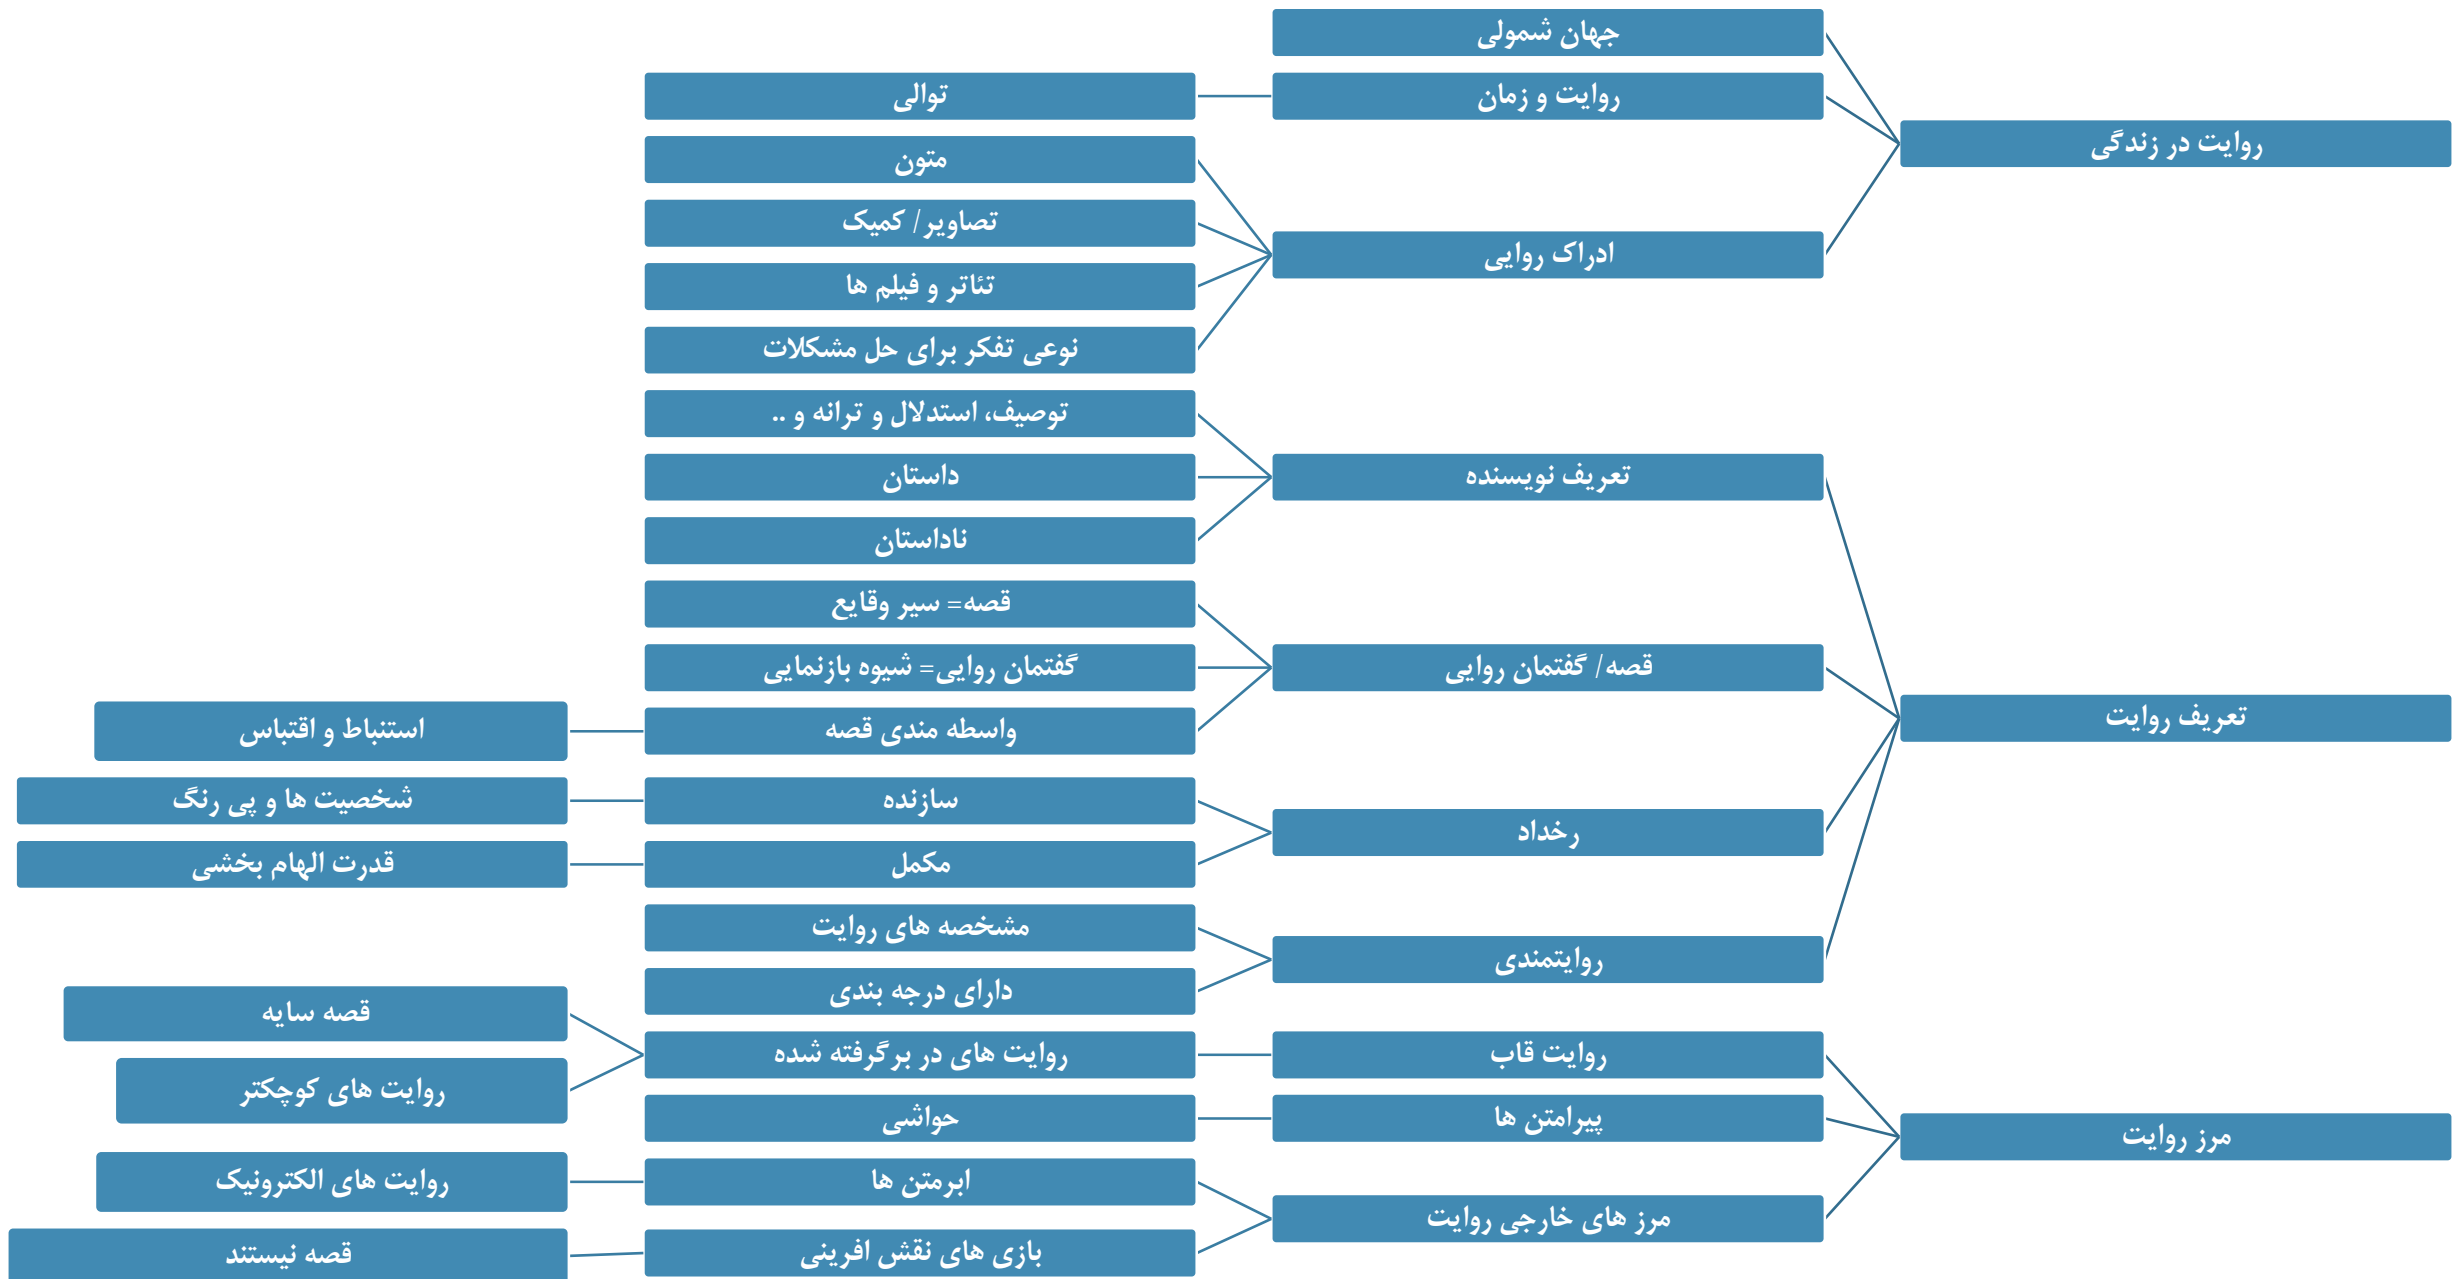 روایت در زندگی
جهان شمولی
روایت و زمان
توالی
ادراک روایی
متون
تصاویر/ کمیک
تئاتر و فیلم ها
نوعی تفکر برای حل مشکلات
تعریف روایت
تعریف نویسنده
توصیف، استدلال و ترانه و ..
داستان
ناداستان
قصه/ گفتمان روایی
قصه= سیر وقایع
گفتمان روایی= شیوه بازنمایی
واسطه مندی قصه
استنباط و اقتباس
رخداد
سازنده
شخصیت ها و پی رنگ
مکمل
قدرت الهام بخشی
روایتمندی
مشخصه های روایت
دارای درجه بندی
مرز روایت
روایت قاب
روایت های در برگرفته شده
قصه سایه
روایت های کوچکتر
پیرامتن ها
حواشی
مرز های خارجی روایت
ابرمتن ها
روایت های الکترونیک
بازی های نقش افرینی
قصه نیستند